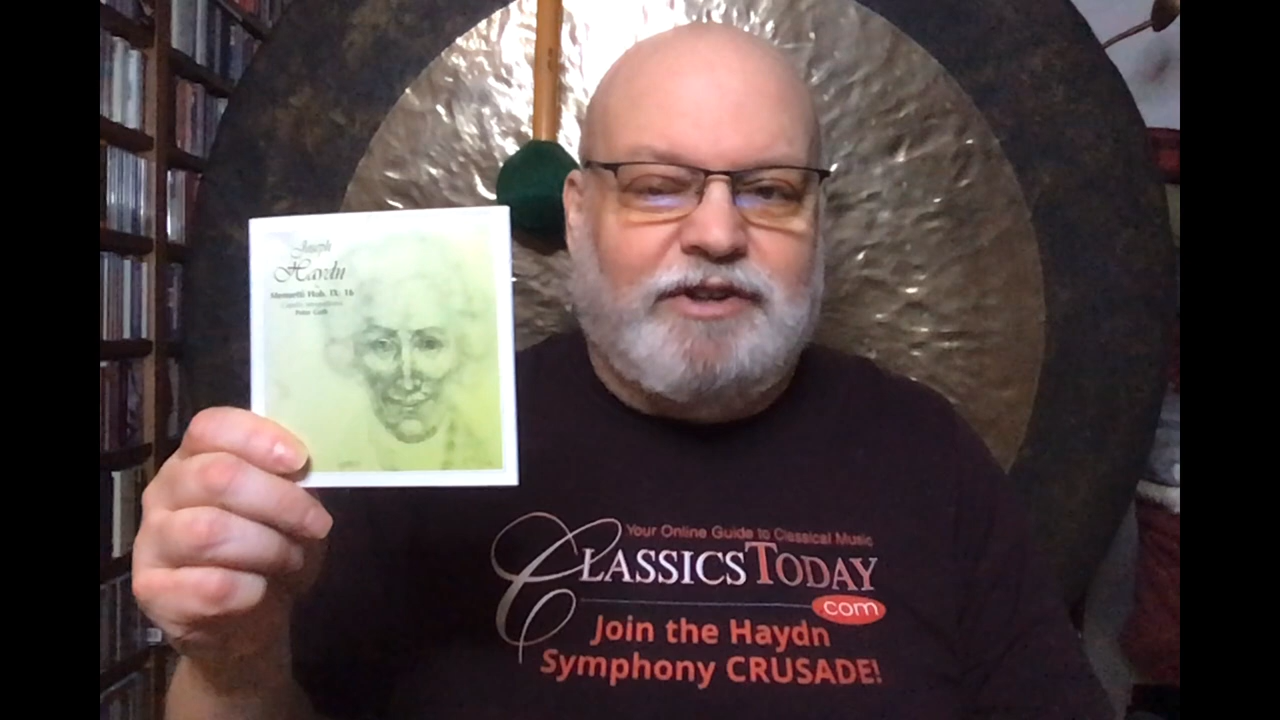 Joseph
Haydn
Menuetti Hob. IX: 16
Peter
Your Online Guide to Classical Music
CLASSICSTODAY
com
Join the Haydn
Symphony CRUSADE!